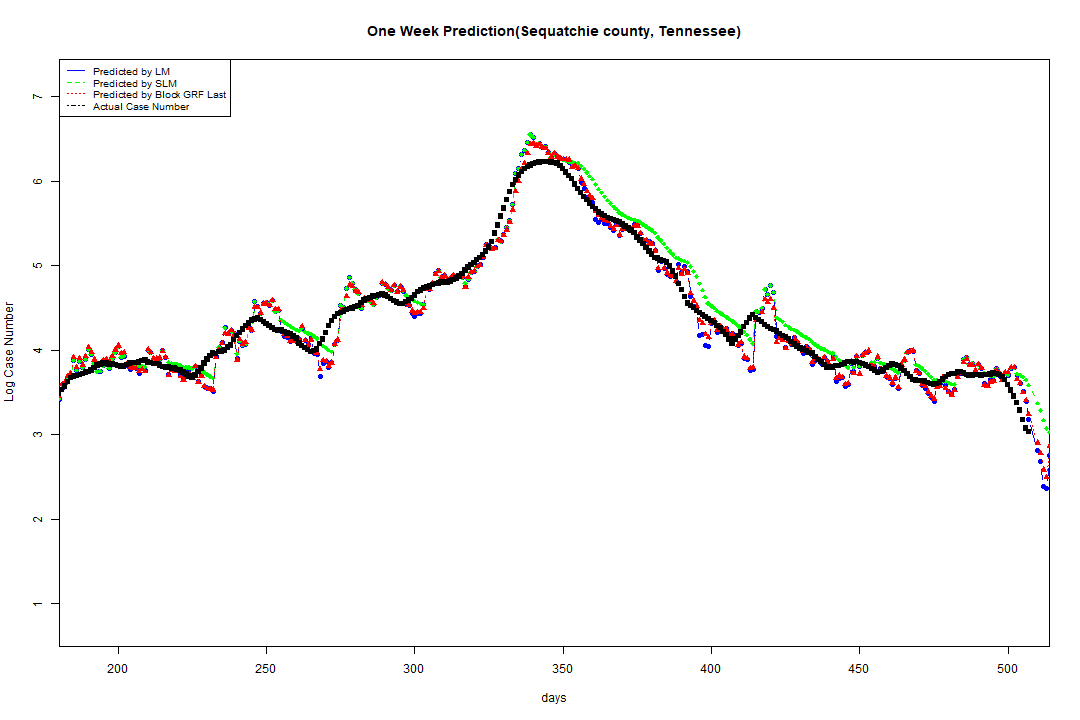 One Week Prediction(Sequatchie county, Tennessee)
Predicted by LM
Predicted by SLM
Predicted by Block GRF Last
Actual Case Number
Log Case Number
7
6
5
4
3
2
1
200 250 300 350 400 450 500
days